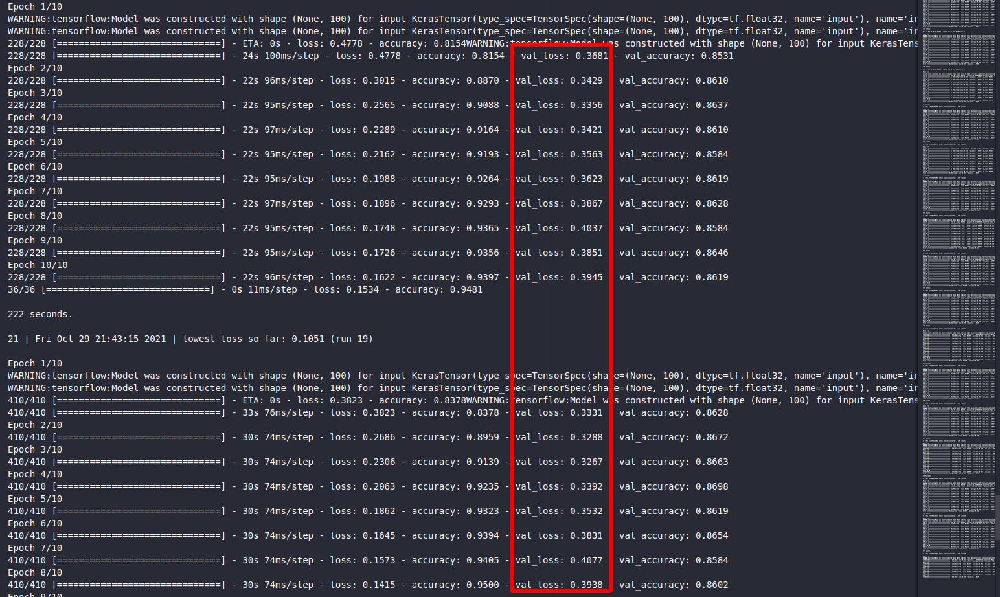 Epoch 1/10
WARNING:tensorflow:Model was constructed with shape (None, 100) for input KerasTensor(type_spec=TensorSpec(shape=(None, 100), dtype=tf.float32, name='input'), name='in
WARNING:tensorflow:Model was constructed with shape (None, 100) for input KerasTensor(type_spec=TensorSpec(shape=(None, 100), dtype=tf.float32, name='input'), name='in
228/228 [==============================] - ETA: 0s - loss: 0.4778 - accuracy: 0.8154WARNING:tensorflow:Model was constructed with shape (None, 100) for input KerasTens
228/228 [==============================] - 24s 100ms/step - loss: 0.4778 - accuracy: 0.8154 - val_loss: 0.3681 - val_accuracy: 0.8531
Epoch 2/10
228/228 [==============================] - 22s 96ms/step - loss: 0.3015 - accuracy: 0.8870 - val_loss: 0.3429 val_accuracy: 0.8610
Epoch 3/10
228/228 [==============================] - 22s 95ms/step - loss: 0.2565 - accuracy: 0.9088 - val_loss: 0.3356 val_accuracy: 0.8637
Epoch 4/10
228/228 [==============================] - 22s 97ms/step - loss: 0.2289 - accuracy: 0.9164 - val_loss: 0.3421 val_accuracy: 0.8610
Epoch 5/10
228/228 [==============================] - 22s 95ms/step - loss: 0.2162 - accuracy: 0.9193 - val_loss: 0.3563 val_accuracy: 0.8584
Epoch 6/10
228/228 [==============================] - 22s 95ms/step - loss: 0.1988 - accuracy: 0.9264 - val_loss: 0.3623 val_accuracy: 0.8619
Epoch 7/10
228/228 [==============================] - 22s 97ms/step - loss: 0.1896 - accuracy: 0.9293 - val_loss: 0.3867 val_accuracy: 0.8628
Epoch 8/10
228/228 [==============================] - 22s 95ms/step - loss: 0.1748 - accuracy: 0.9365 - val_loss: 0.4037 val_accuracy: 0.8584
Epoch 9/10
228/228 [==============================] - 22s 95ms/step - loss: 0.1726 - accuracy: 0.9356 - val_loss: 0.3851 val_accuracy: 0.8646
Epoch 10/10
228/228 [==============================] - 22s 96ms/step - loss: 0.1622 - accuracy: 0.9397 - val_loss: 0.3945 val_accuracy: 0.8619
36/36 [==============================] - 0s 11ms/step - loss: 0.1534 - accuracy: 0.9481
222 seconds.
21 | Fri Oct 29 21:43:15 2021 | lowest loss so far: 0.1051 (run 19)
Epoch 1/10
WARNING:tensorflow:Model was constructed with shape (None, 100) for input KerasTensor(type_spec=TensorSpec(shape=(None, 100), dtype=tf.float32, name='input'), name='in
WARNING:tensorflow:Model was constructed with shape (None, 100) for input KerasTensor(type_spec=TensorSpec(shape=(None, 100), dtype=tf.float32, name='input'), name='in
410/410 [==============================] - ETA: 0s - loss: 0.3823 - accuracy: 0.8378WARNING:tensorflow:Model was constructed with shape (None, 100) for input KerasTens
410/410 [==============================] - 33s 76ms/step - loss: 0.3823 - accuracy: 0.8378 - val_loss: 0.3331 val_accuracy: 0.8628
Epoch 2/10
410/410 [==============================] - 30s 74ms/step - loss: 0.2686 - accuracy: 0.8959 - val_loss: 0.3288 val_accuracy: 0.8672
Epoch 3/10
410/410 [==============================] - 30s 74ms/step - loss: 0.2306 - accuracy: 0.9139 - val_loss: 0.3267 val_accuracy: 0.8663
Epoch 4/10
410/410 [==============================] - 30s 74ms/step - loss: 0.2063 - accuracy: 0.9235 - val_loss: 0.3392 val_accuracy: 0.8698
Epoch 5/10
410/410 [==============================] - 30s 74ms/step - loss: 0.1862 - accuracy: 0.9323 - val_loss: 0.3532 val_accuracy: 0.8619
Epoch 6/10
410/410 [==============================] - 30s 74ms/step - loss: 0.1645 - accuracy: 0.9394 - val_loss: 0.3831 val_accuracy: 0.8654
Epoch 7/10
410/410 [==============================] - 30s 74ms/step - loss: 0.1573 - accuracy: 0.9405 - val_loss: 0.4077 val_accuracy: 0.8584
Epoch 8/10
410/410 [==============================] - 30s 74ms/step - loss: 0.1415 - accuracy: 0.9500 - val_loss: 0.3938 val_accuracy: 0.8602
Epoch 9/10